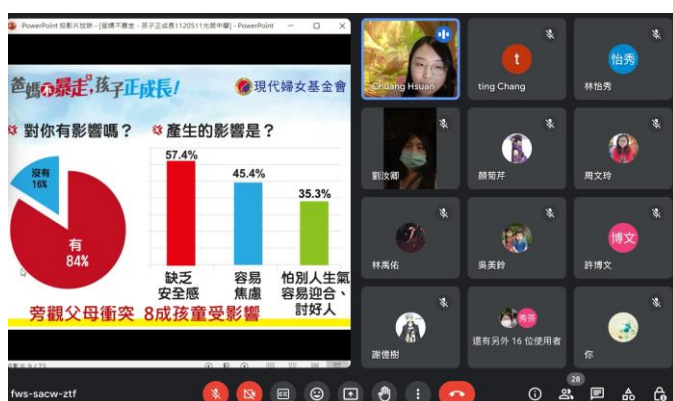 PowerPoint 投影片放映 - [爸媽不暴走，孩子正成長1120511光榮中華] - PowerPoint
爸媽不暴走,孩子正成長!
現代婦女基金會
對你有影響嗎？
產生的影響是？
沒有
16%
有
84%
57.4%
45.4%
35.3%
缺乏
安全感
容易
焦慮
怕別人生氣
容易迎合、
討好人
旁觀父母衝突 8成孩童受影響
Chuang Hsuan
t
ting Chang
怡秀
林怡秀
劉汝卿
顏菊芹
周文玲
林禹佑
吳美鈴
博文
許博文
謝億樹
還有另外 16 位使用者
你
fws-sacw-ztf
CC
28